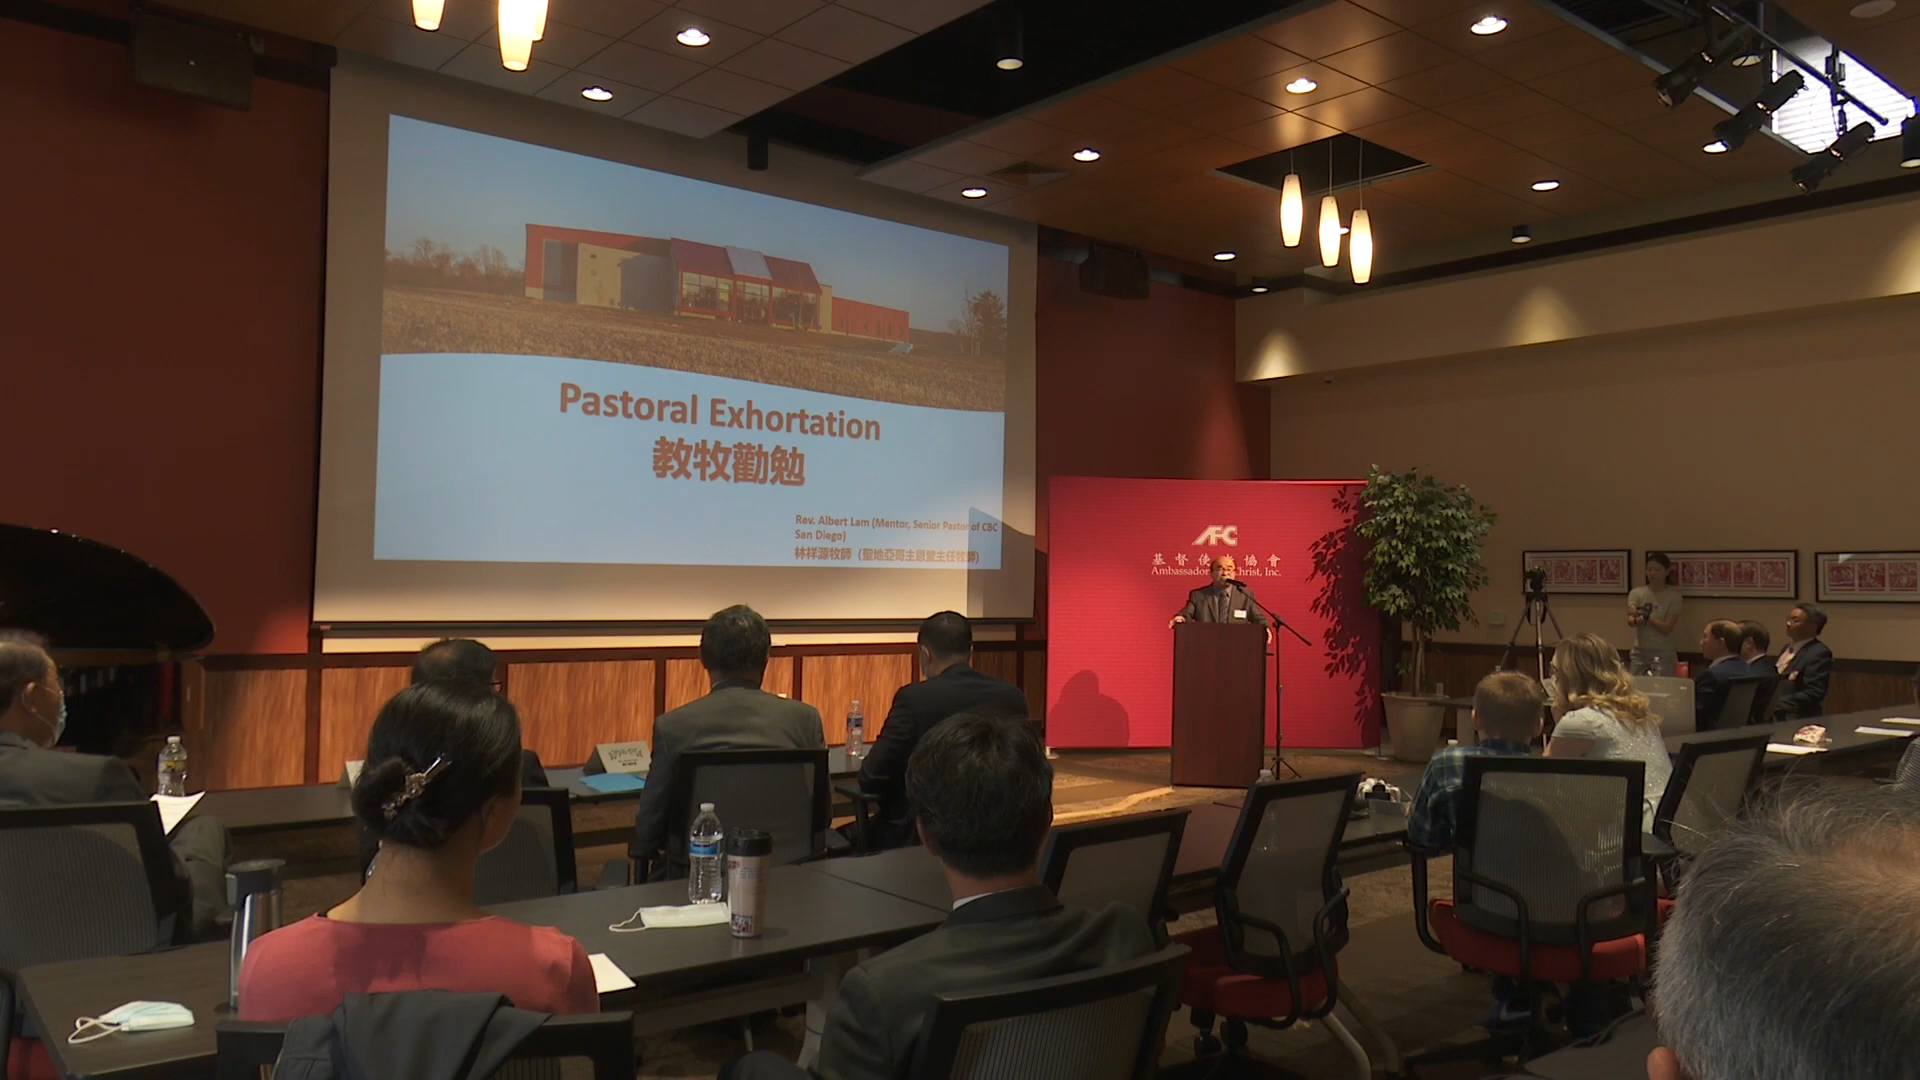 Pastoral Exhortation
教牧勸勉
Rev. Albert Lam (Mentor, Senior Pastor of CBC
San Diego)
林祥源牧師 (聖地亞哥主恩堂主任牧師)
AFC
基督使者協會
Ambassador Christ, Inc.